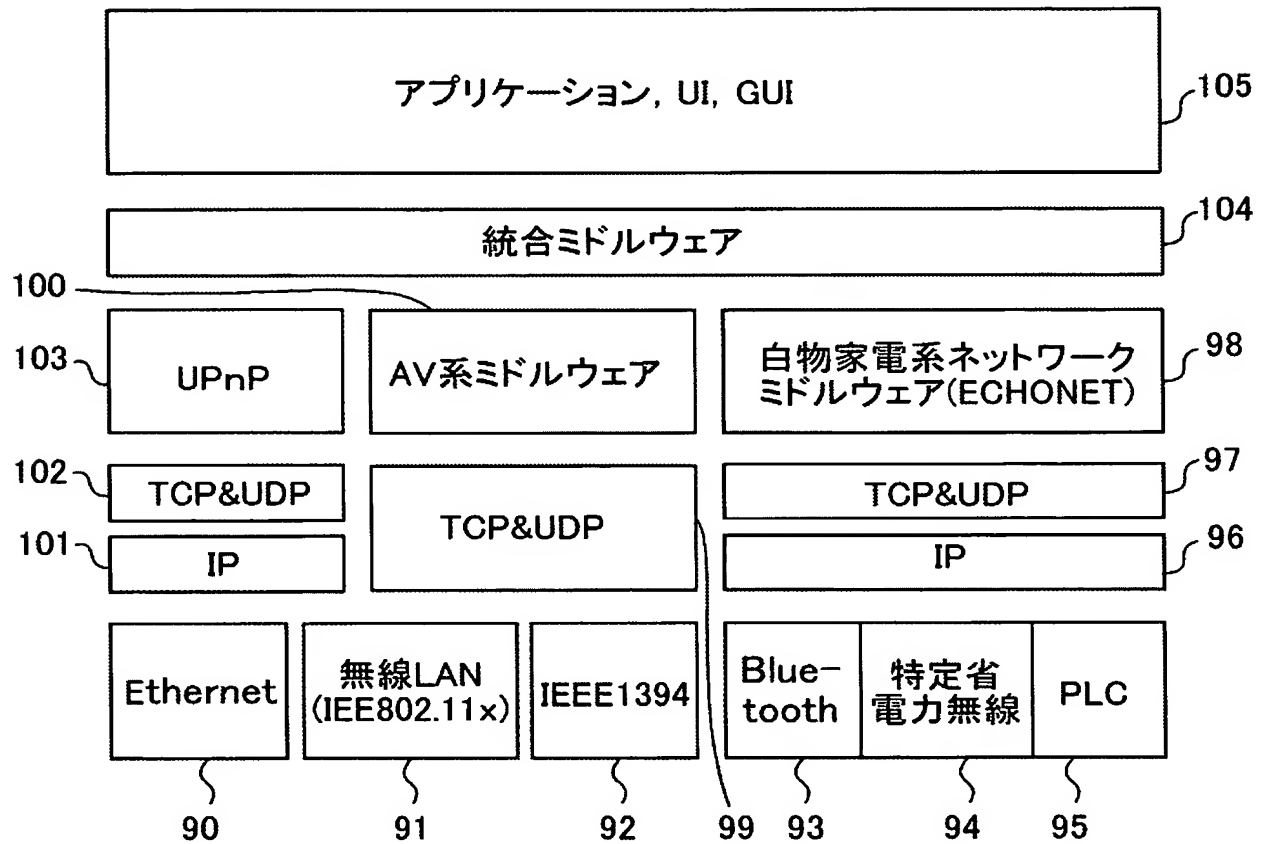 アプリケーション, UI, GUI
105
統合ミドルウェア
104
100
103
UPnP
AV系ミドルウェア
白物家電系ネットワーク
ミドルウェア(ECHONET)
98
102
TCP&UDP
TCP&UDP
TCP&UDP
97
101
IP
IP
96
Ethernet
無線LAN
(IEE802.11x)
IEEE1394
Blue-
tooth
特定省
電力無線
PLC
90
91
92
99
93
94
95